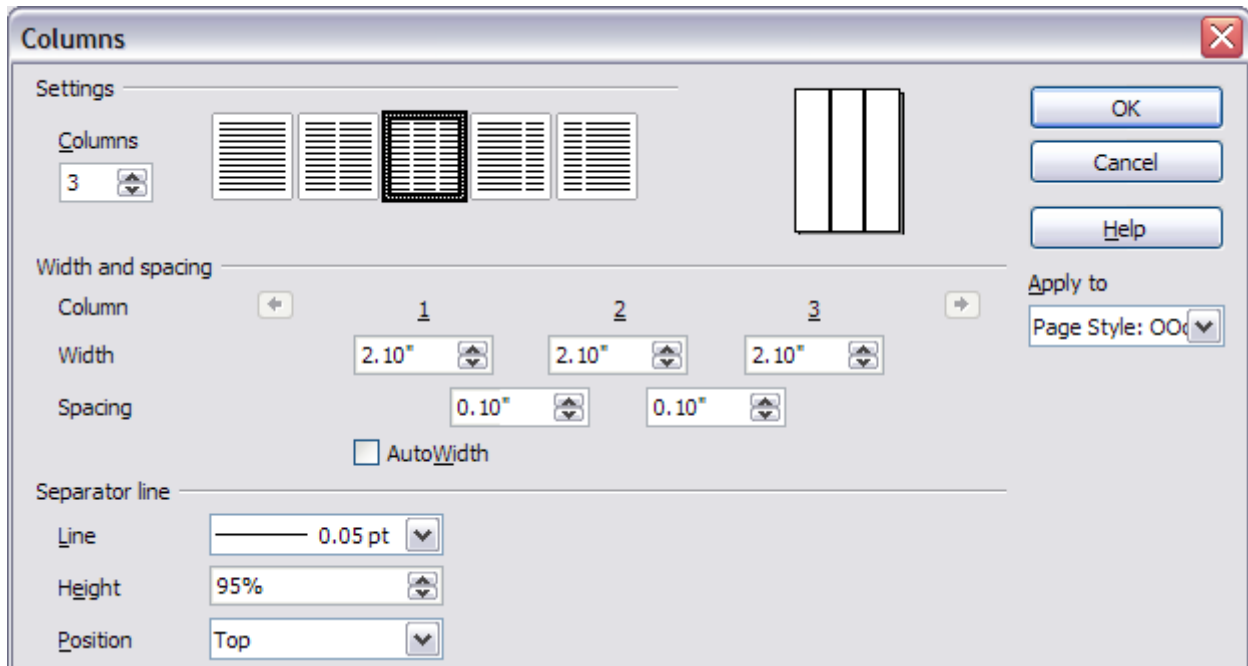 Columns
Settings
Columns
3
OK
Cancel
Help
Width and spacing
Apply to
Page Style: OOo
Column 1 2 3
Width 2.10" 2.10" 2.10"
Spacing 0.10" 0.10"
AutoWidth
Separator line
Line 0.05 pt
Height 95%
Position Top